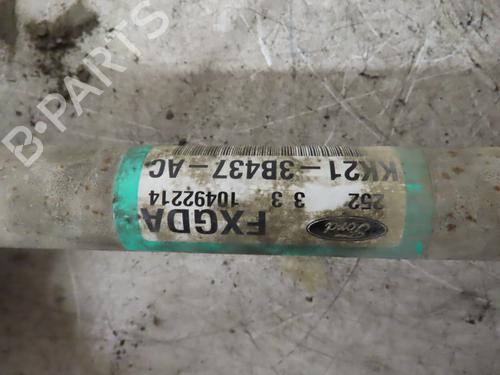 B-PARTS
KK21-3B437-AC
252 3 3 10492214
Ford
FXGDA